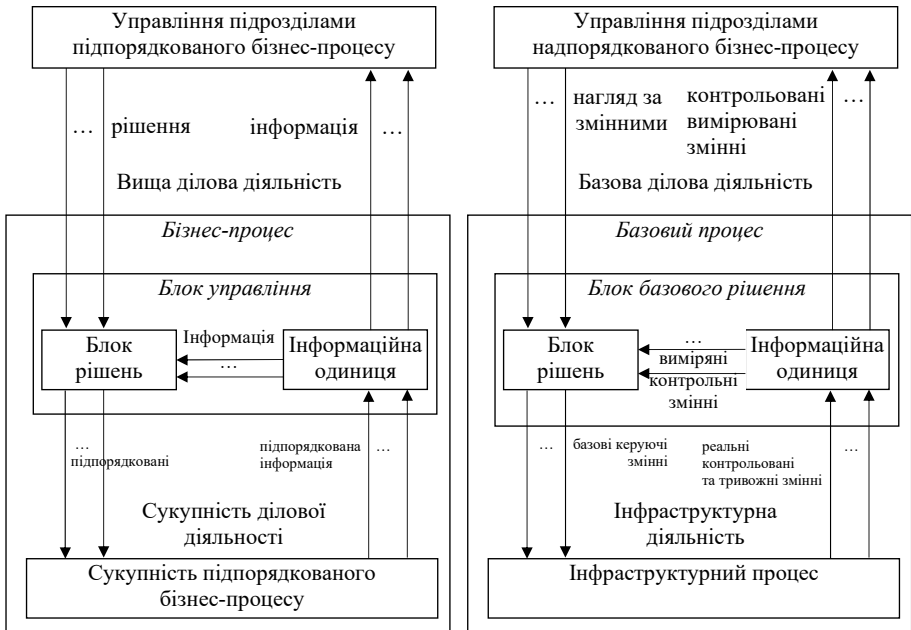 Управління підрозділами
підпорядкованого бізнес-процесу
… рішення
інформація …
Вища ділова діяльність
Бізнес-процес
Блок управління
Блок
рішень
Інформація
…
Інформаційна
одиниця
…
підпорядковані
підпорядкована
інформація
…
Сукупність ділової
діяльності
Сукупність підпорядкованого
бізнес-процесу
Управління підрозділами
надпорядкованого бізнес-процесу
… нагляд за
змінними
контрольовані …
вимірювані
змінні
Базова ділова діяльність
Базовий процес
Блок базового рішення
Блок
рішень
…
виміряні
контрольні
змінні
Інформаційна
одиниця
… базові керуючі
змінні
реальні …
контрольовані
та тривожні змінні
Інфраструктурна
діяльність
Інфраструктурний процес